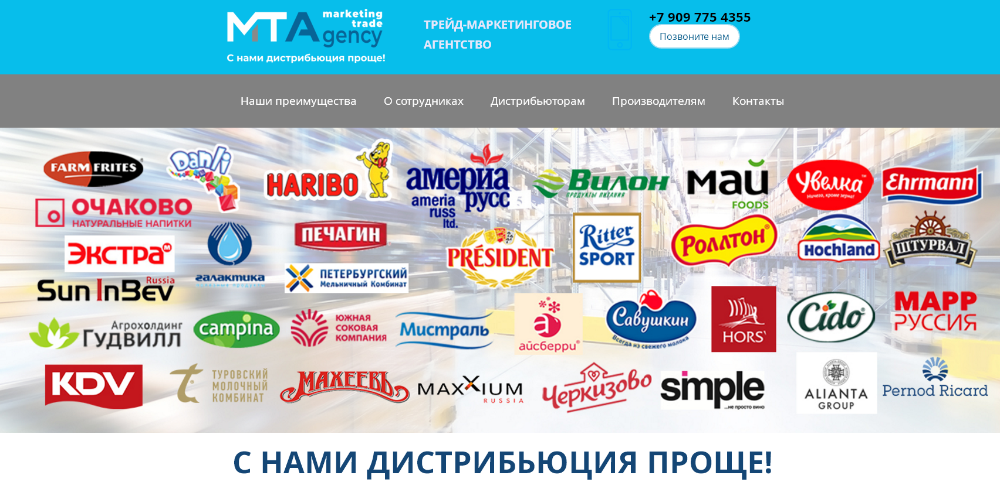 MTAgency
marketing
trade
С нами дистрибьюция проще!
ТРЕЙД-МАРКЕТИНГОВОЕ
АГЕНТСТВО
+7 909 775 4355
Позвоните нам
Наши преимущества
О сотрудниках
Дистрибьюторам
Производителям
Контакты
FARM FRITES
Danli
HARIBO
америа
русс
ameria
russ
ltd.
Вилон
ПРОДУКТЫ ПИТАНИЯ
май
FOODS
Увелка
Ничего, кроме зерна!
Ehrmann
ОЧАКОВО
НАТУРАЛЬНЫЕ НАПИТКИ
ЭКСТРА М
галактика
ПЕЧАГИН
PRÉSIDENT
Ritter
SPORT
РОЛЛТОН
Hochland
ШТУРВАЛ
Russia
Sun InBev
ПЕТЕРБУРГСКИЙ
Мельничный Комбинат
Агрохолдинг
ГУДВИЛЛ
campina
ЮЖНАЯ
СОКОВАЯ
КОМПАНИЯ
Мистраль
айсберри
Савушкин
Всегда из свежего молока
HORS'
Cido
МАРР
РУССИЯ
KDV
ТУРОВСКИЙ
МОЛОЧНЫЙ
КОМБИНАТ
МАХЕЕВЪ
MAXXIUM
RUSSIA
Черкизово
simple
...не просто вино
ALIANTA
GROUP
Pernod Ricard
С НАМИ ДИСТРИБЬЮЦИЯ ПРОЩЕ!